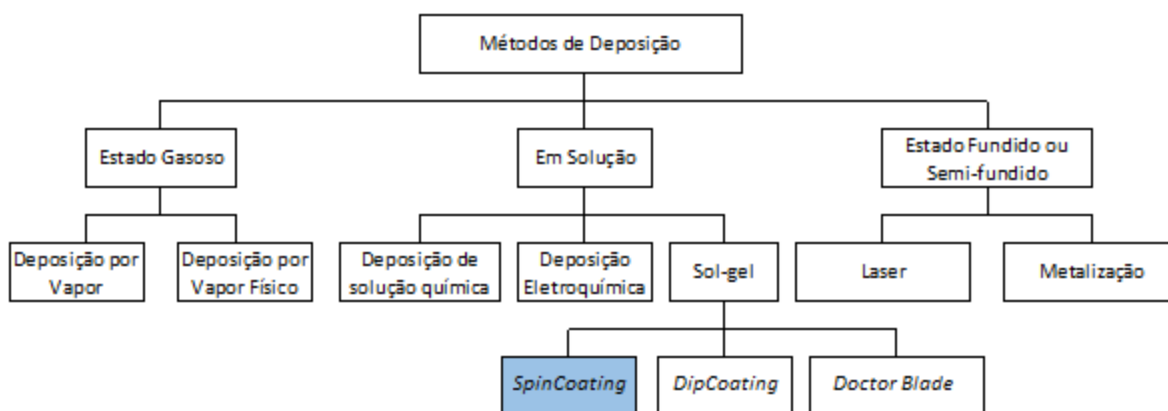 Métodos de Deposição
Estado Gasoso
Em Solução
Estado Fundido ou
Semi-fundido
Deposição por
Vapor
Deposição por
Vapor Físico
Deposição de
solução química
Deposição
Eletroquímica
Sol-gel
Laser
Metalização
SpinCoating
DipCoating
Doctor Blade